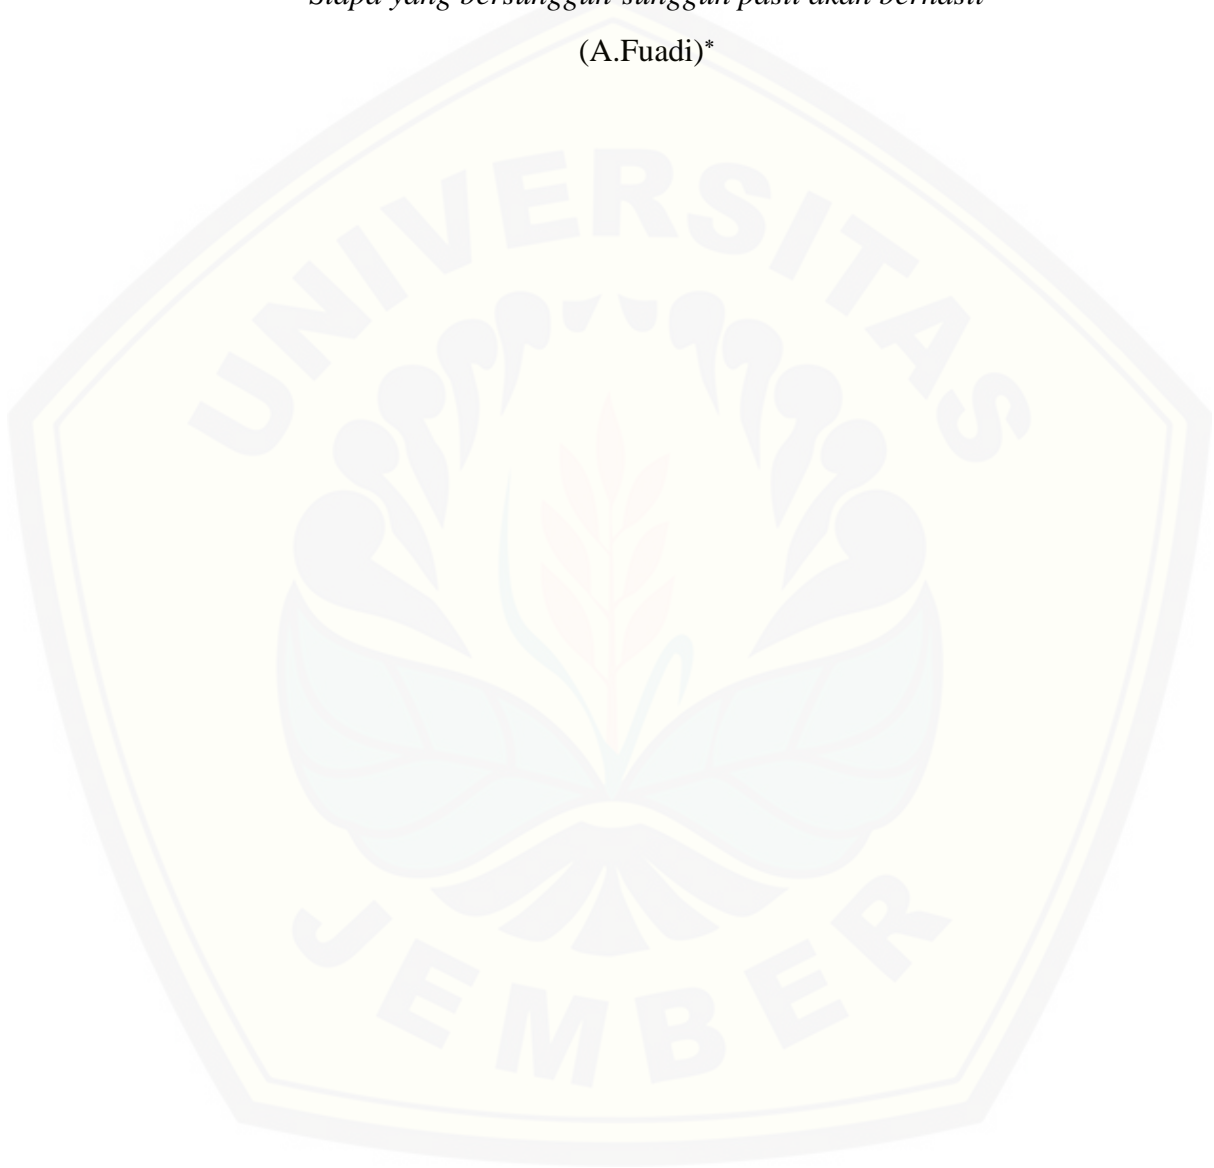 Siapa yang bersungguh-sungguh pasti akan berhasil
(A.Fuadi)*
UNIVERSITAS
JEMBER